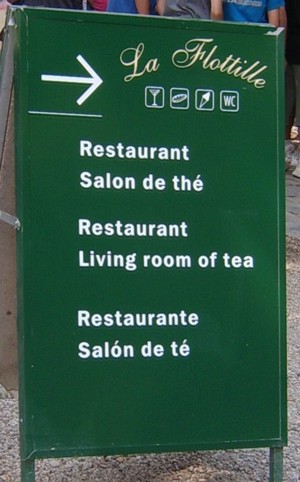 La Flottille
WC
Restaurant
Salon de thé
Restaurant
Living room of tea
Restaurante
Salón de té